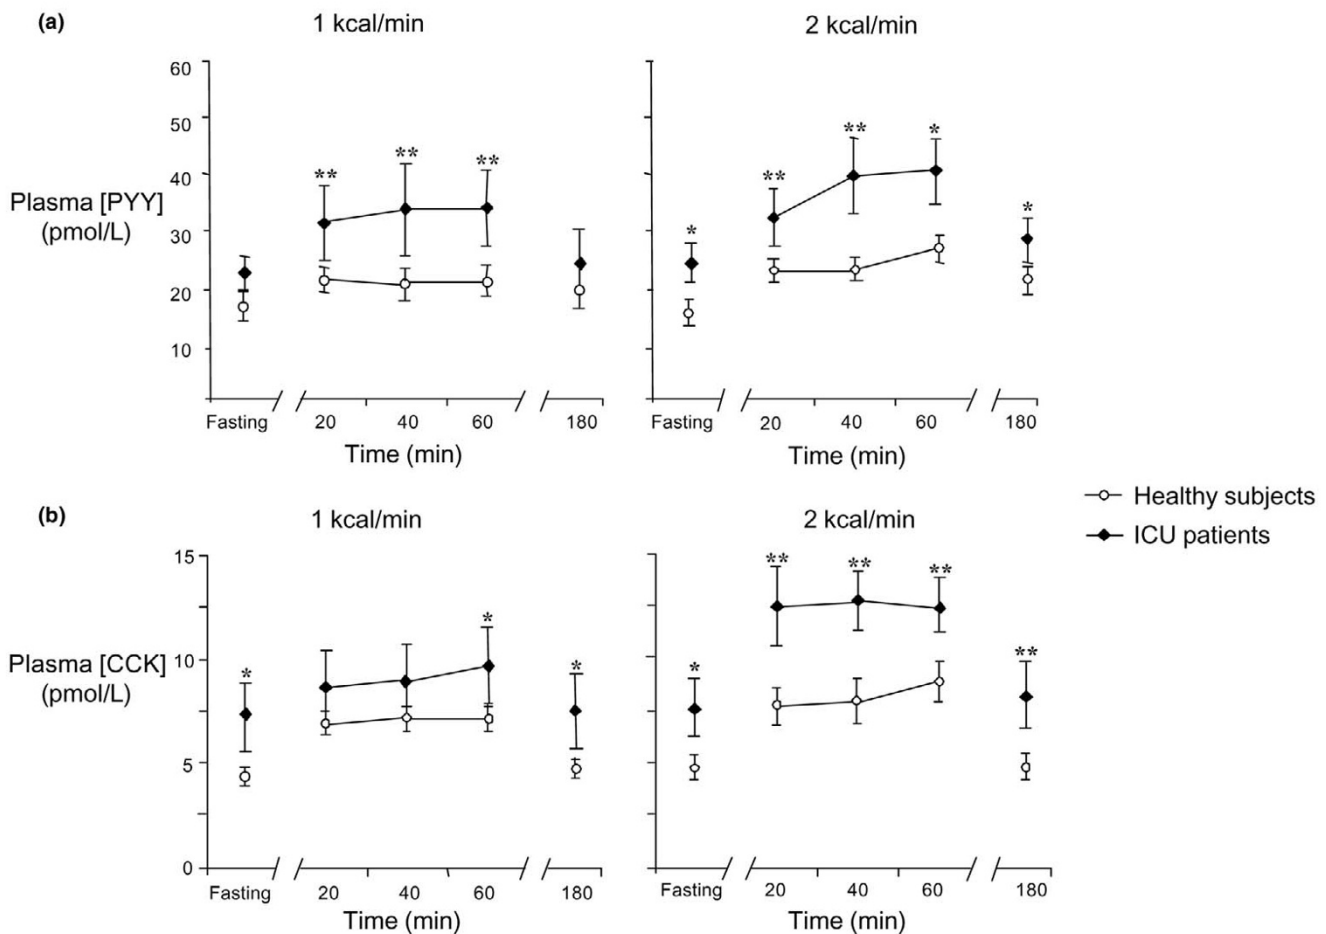 (a)
1 kcal/min
2 kcal/min
60
50
40
30
20
10
Plasma [PYY]
(pmol/L)
** ** **
* ** ** * *
Fasting 20 40 60 180
Time (min)
Fasting 20 40 60 180
Time (min)
Healthy subjects
ICU patients
(b)
1 kcal/min
2 kcal/min
15
10
5
0
Plasma [CCK]
(pmol/L)
* * *
* ** ** ** **
Fasting 20 40 60 180
Time (min)
Fasting 20 40 60 180
Time (min)